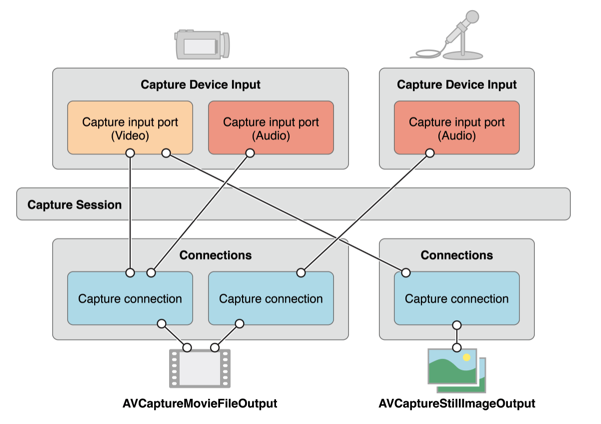 Capture Device Input
Capture Device Input
Capture input port
(Video)
Capture input port
(Audio)
Capture input port
(Audio)
Capture Session
Connections
Connections
Capture connection
Capture connection
Capture connection
AVCaptureMovieFileOutput
AVCaptureStillImageOutput